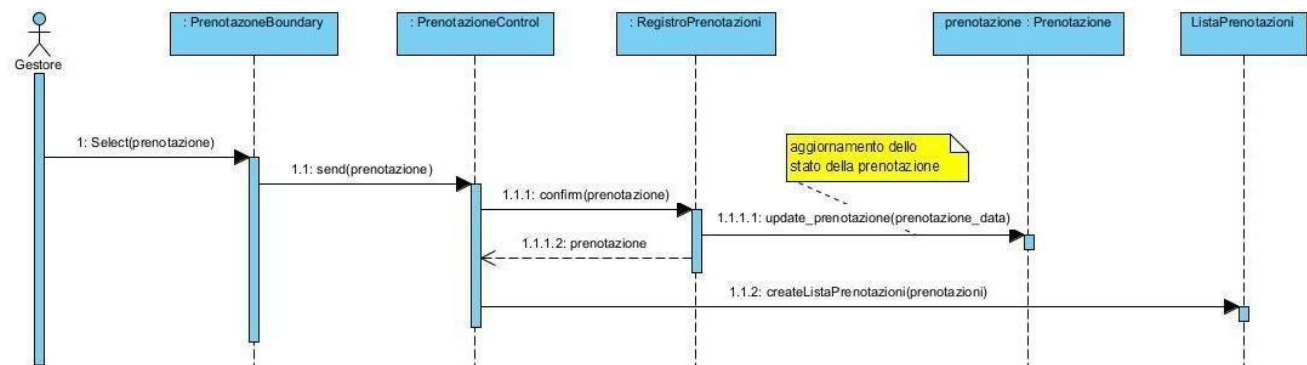 : PrenotazoneBoundary
: PrenotazioneControl
: RegistroPrenotazioni
prenotazione : Prenotazione
ListaPrenotazioni
Gestore
1: Select(prenotazione)
aggiornamento dello
stato della prenotazione
1.1: send(prenotazione)
1.1.1: confirm(prenotazione)
1.1.1.1: update_prenotazione(prenotazione_data)
1.1.1.2: prenotazione
1.1.2: createListaPrenotazioni(prenotazioni)